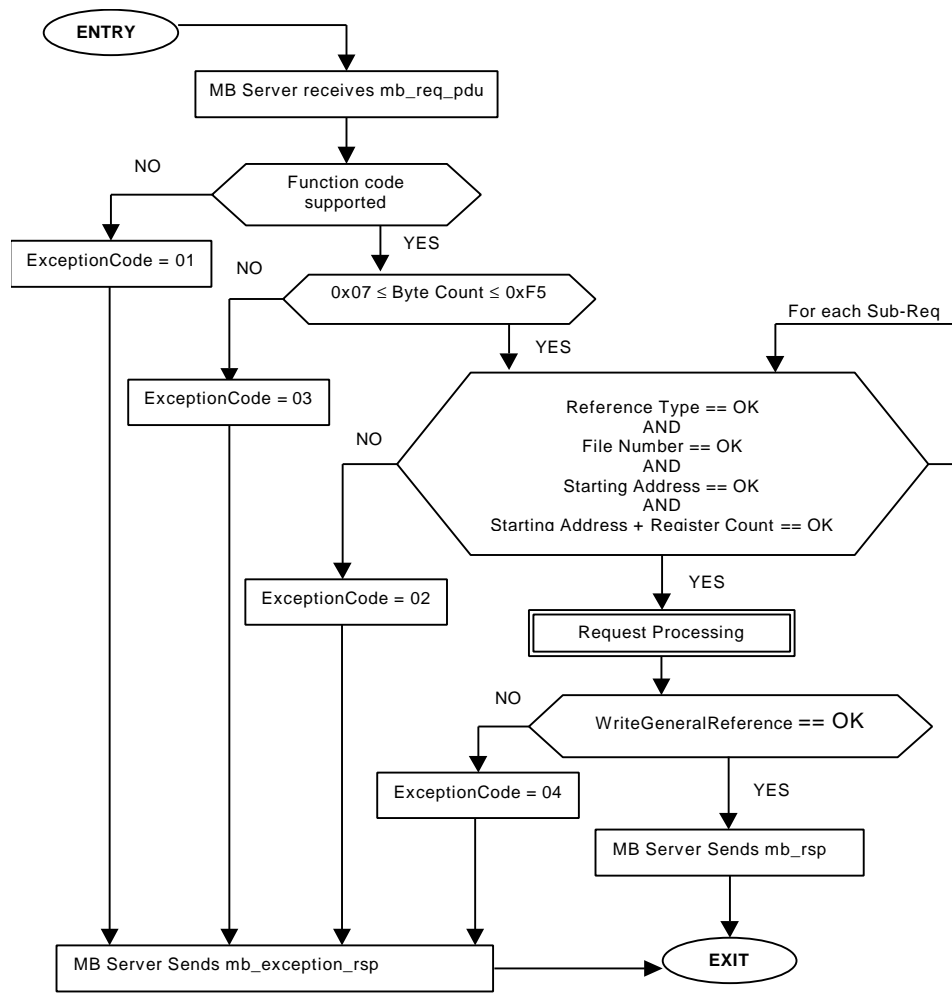 ENTRY
MB Server receives mb_req_pdu
NO
Function code
supported
YES
ExceptionCode = 01
NO
0x07 ≤ Byte Count ≤ 0xF5
For each Sub-Req
YES
ExceptionCode = 03
Reference Type == OK
AND
NO
File Number == OK
AND
Starting Address == OK
AND
Starting Address + Register Count == OK
YES
ExceptionCode = 02
Request Processing
NO
WriteGeneralReference == OK
ExceptionCode = 04
YES
MB Server Sends mb_rsp
MB Server Sends mb_exception_rsp
EXIT